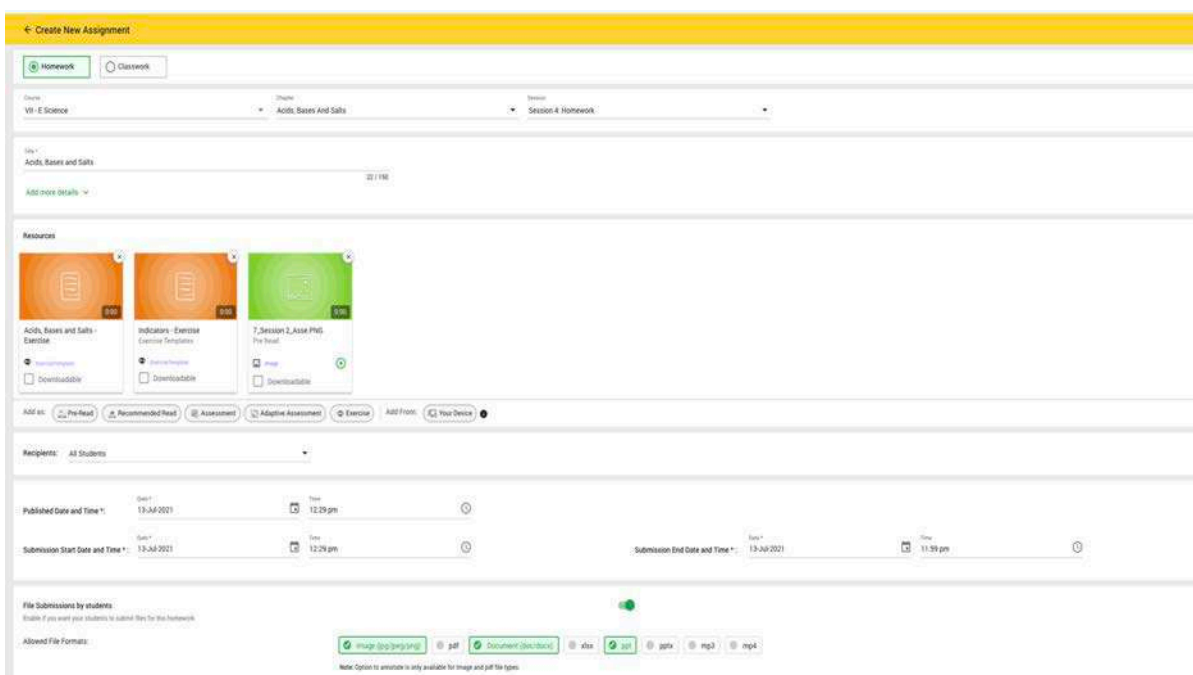 ← Create New Assignment
Homework Classwork
Course Chapter Session
VII - E Science Acids, Bases And Salts Session 4: Homework
Title *
Acids, Bases and Salts
22 / 150
Add more details
Resources
0:00 0:00 0:00
Acids, Bases and Salts - Indicators - Exercise 7_Session 2_Asse.PNG
Exercise Exercise Templates Pre Read
Image
Downloadable Downloadable Downloadable
Add as: Pre-Read Recommended Read Assessment Adaptive Assessment Exercise Add From: Your Device
Recipients: All Students
Date * Time
Published Date and Time *: 13-Jul-2021 12:29 pm
Date * Time Date * Time
Submission Start Date and Time *: 13-Jul-2021 12:29 pm Submission End Date and Time *: 13-Jul-2021 11:59 pm
File Submissions by students
Enable if you want your students to submit files for this homework
Allowed File Formats: Image (jpg/jpeg/png) pdf Document (doc/docx) xlsx ppt pptx mp3 mp4
Note: Option to annotate is only available for image and pdf file types.